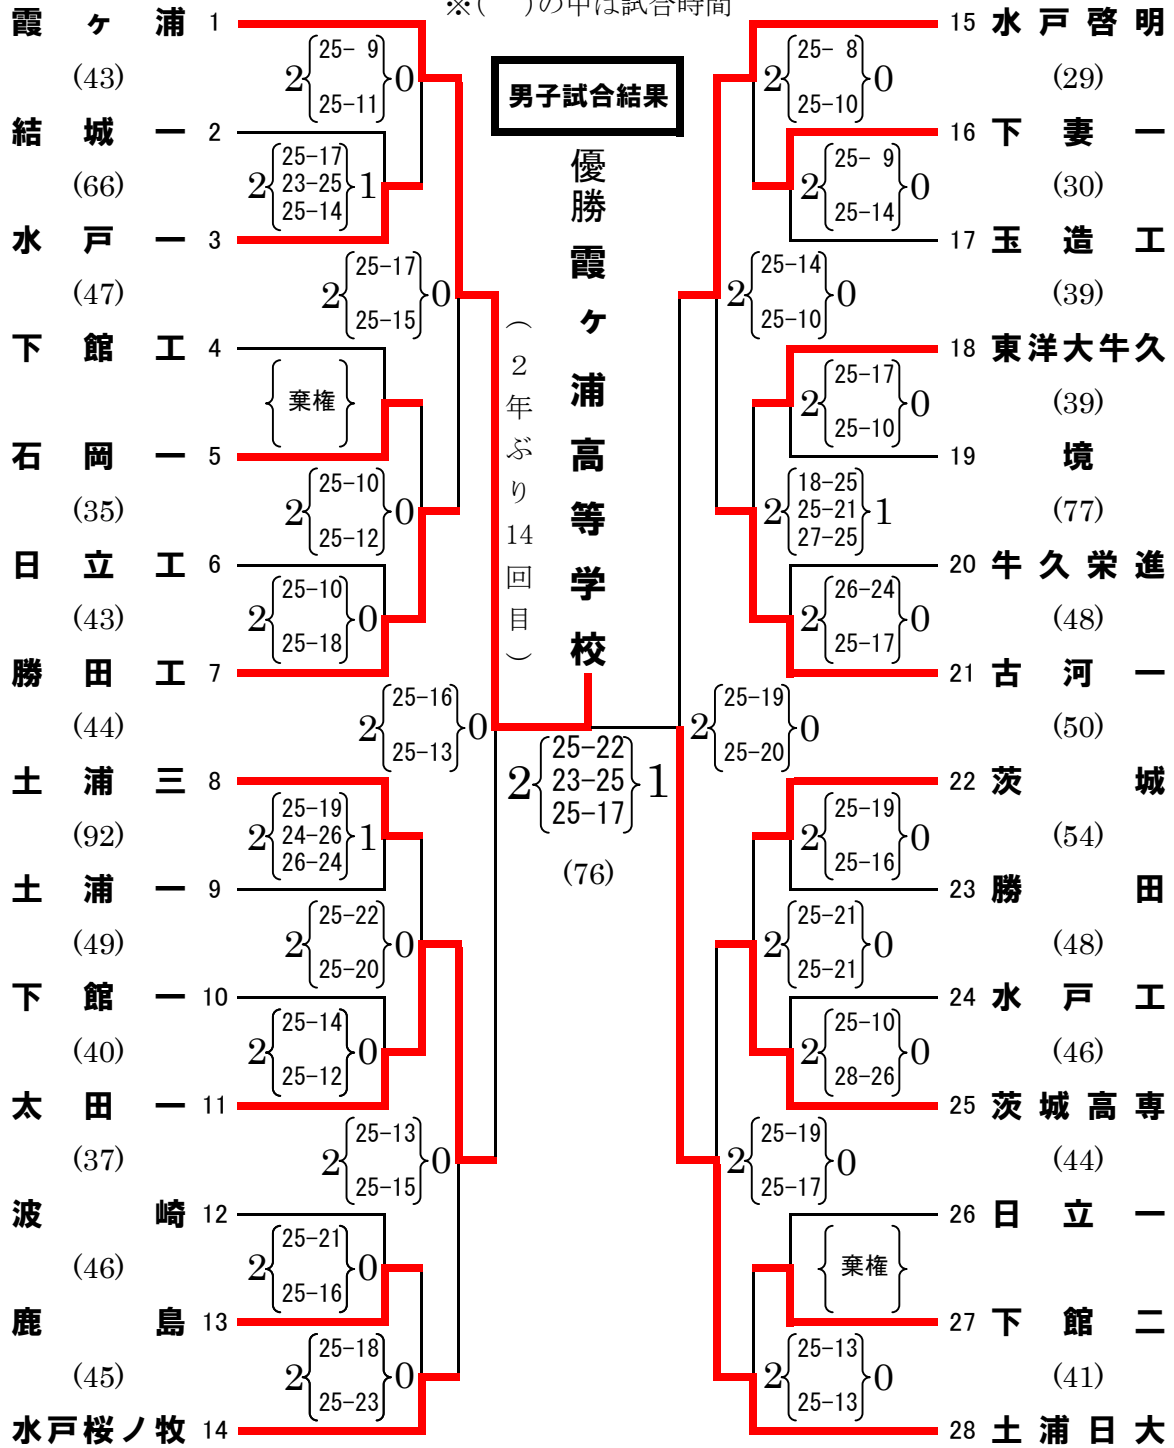 ※(　)の中は試合時間
男子試合結果
優勝 霞ヶ浦高等学校
（2年ぶり14回目）
霞ヶ浦 1
2 25- 9 0
25-11
(43)
結城一 2
25-17
2 23-25 1
25-14
(66)
水戸一 3
2 25-17 0
25-15
(47)
下館工 4
棄権
石岡一 5
2 25-10 0
25-12
(35)
日立工 6
2 25-10 0
25-18
(43)
勝田工 7
2 25-16 0
25-13
(44)
土浦三 8
25-19
2 24-26 1
26-24
(92)
土浦一 9
2 25-22 0
25-20
(49)
下館一 10
2 25-14 0
25-12
(40)
太田一 11
2 25-13 0
25-15
(37)
波崎 12
2 25-21 0
25-16
(46)
鹿島 13
2 25-18 0
25-23
(45)
水戸桜ノ牧 14
25-22
2 23-25 1
25-17
(76)
15 水戸啓明
2 25- 8 0
25-10
(29)
16 下妻一
2 25- 9 0
25-14
(30)
17 玉造工
2 25-14 0
25-10
(39)
18 東洋大牛久
2 25-17 0
25-10
(39)
19 境
18-25
2 25-21 1
27-25
(77)
20 牛久栄進
2 26-24 0
25-17
(48)
21 古河一
2 25-19 0
25-20
(50)
22 茨城
2 25-19 0
25-16
(54)
23 勝田
2 25-21 0
25-21
(48)
24 水戸工
2 25-10 0
28-26
(46)
25 茨城高専
2 25-19 0
25-17
(44)
26 日立一
棄権
27 下館二
2 25-13 0
25-13
(41)
28 土浦日大